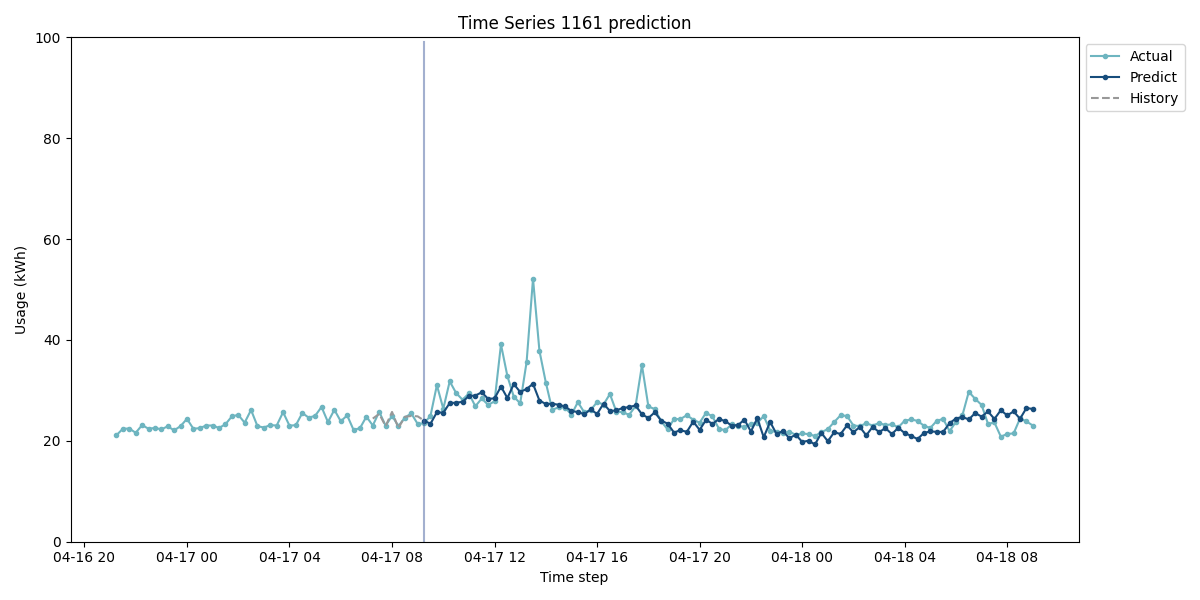 Time Series 1161 prediction
100
80
60
40
20
0
Usage (kWh)
04-16 20
04-17 00
04-17 04
04-17 08
04-17 12
04-17 16
04-17 20
04-18 00
04-18 04
04-18 08
Time step
Actual
Predict
History